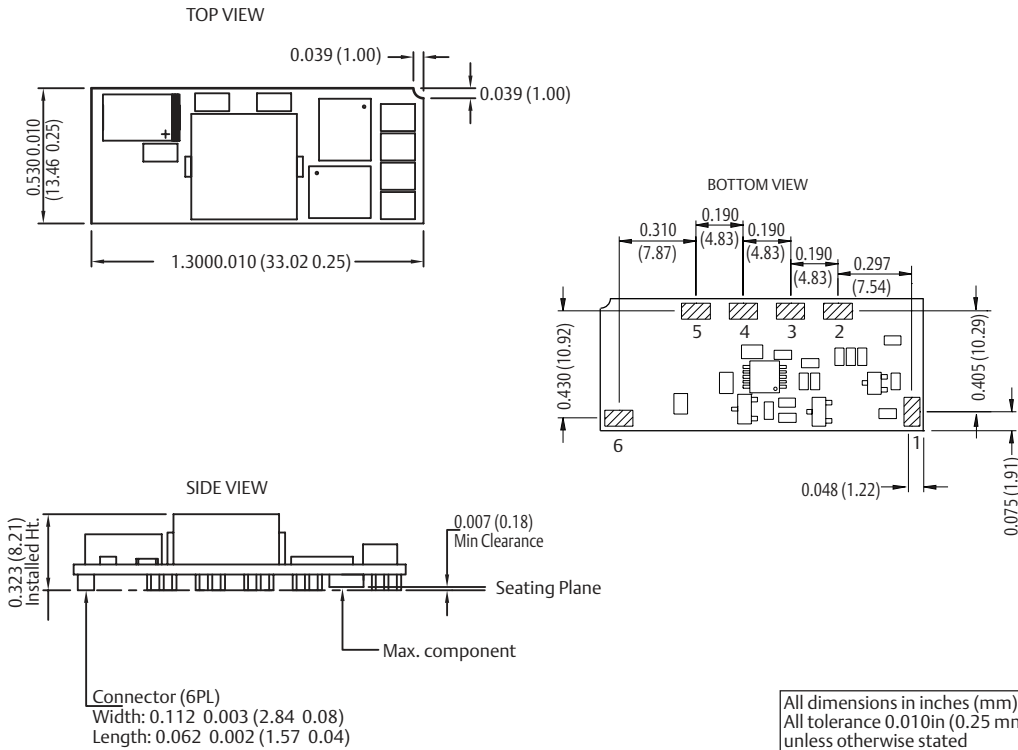 TOP VIEW
0.039 (1.00)
0.039 (1.00)
0.530 0.010
(13.46 0.25)
+
1.3000.010 (33.02 0.25)
BOTTOM VIEW
0.310
(7.87)
0.190
(4.83)
0.190
(4.83)
0.190
(4.83)
0.297
(7.54)
5
4
3
2
0.430 (10.92)
0.405 (10.29)
6
1
0.048 (1.22)
0.075 (1.91)
SIDE VIEW
0.323 (8.21)
Installed Ht.
0.007 (0.18)
Min Clearance
Seating Plane
Max. component
Connector (6PL)
Width: 0.112 0.003 (2.84 0.08)
Length: 0.062 0.002 (1.57 0.04)
All dimensions in inches (mm)
All tolerance 0.010in (0.25 mm
unless otherwise stated